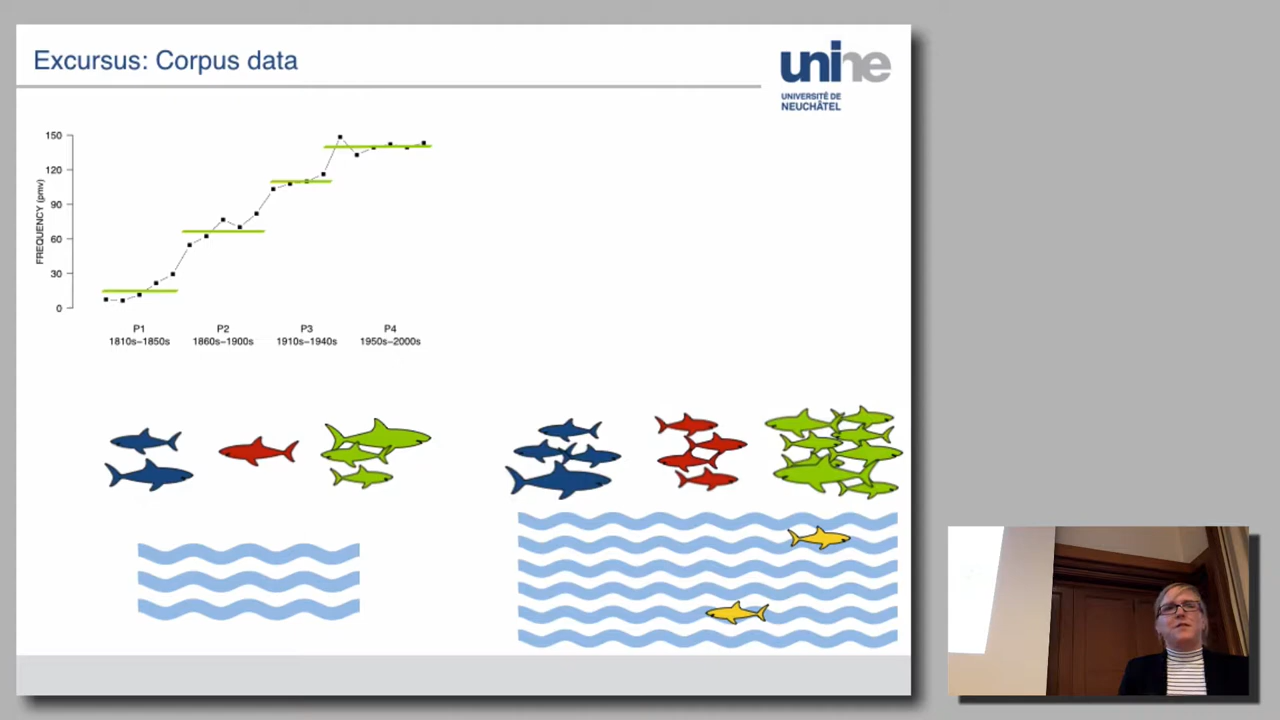 Excursus: Corpus data
unine
UNIVERSITÉ DE
NEUCHÂTEL
150
120
90
60
30
0
FREQUENCY (pmw)
P1 P2 P3 P4
1810s–1850s 1860s–1900s 1910s–1940s 1950s–2000s